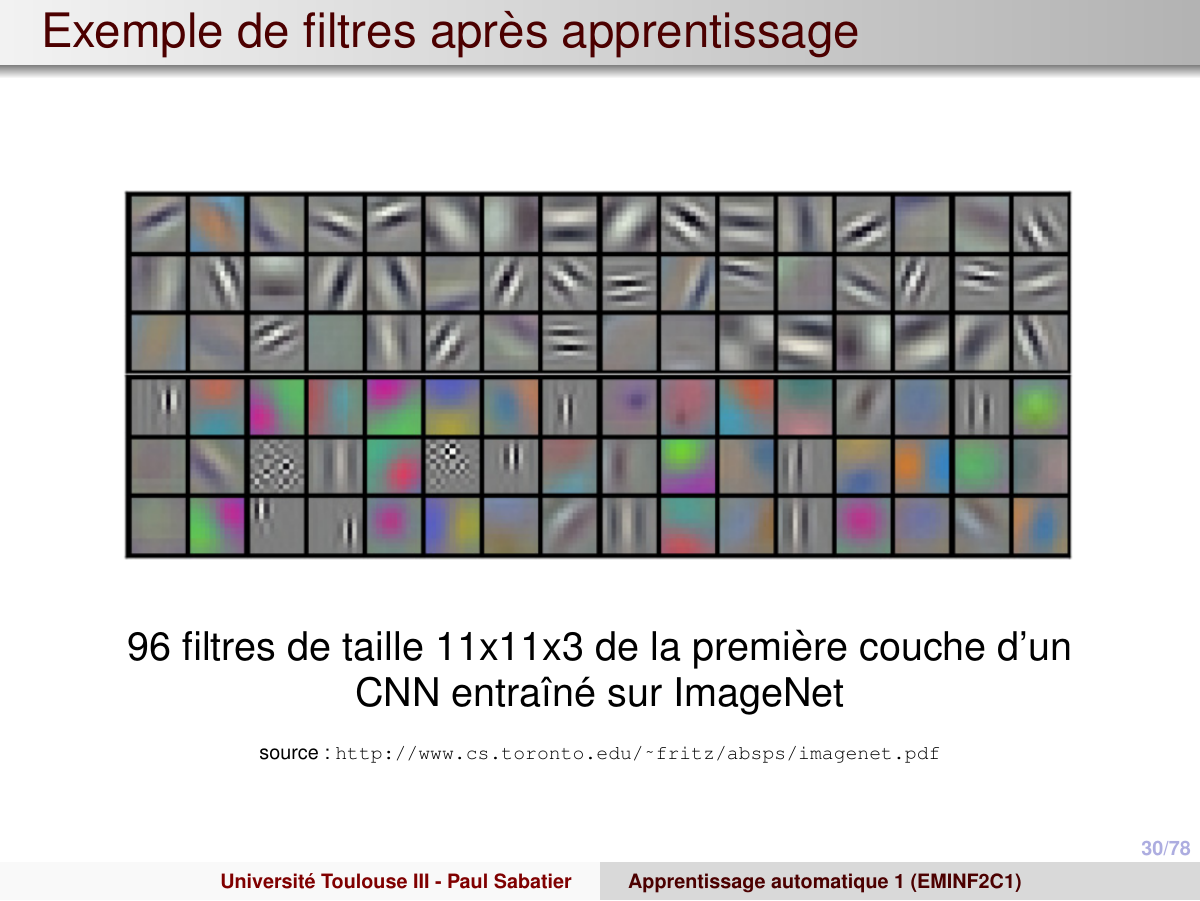 Exemple de filtres après apprentissage
96 filtres de taille 11x11x3 de la première couche d’un
CNN entraîné sur ImageNet
source : http://www.cs.toronto.edu/~fritz/absps/imagenet.pdf
30/78
Université Toulouse III - Paul Sabatier
Apprentissage automatique 1 (EMINF2C1)